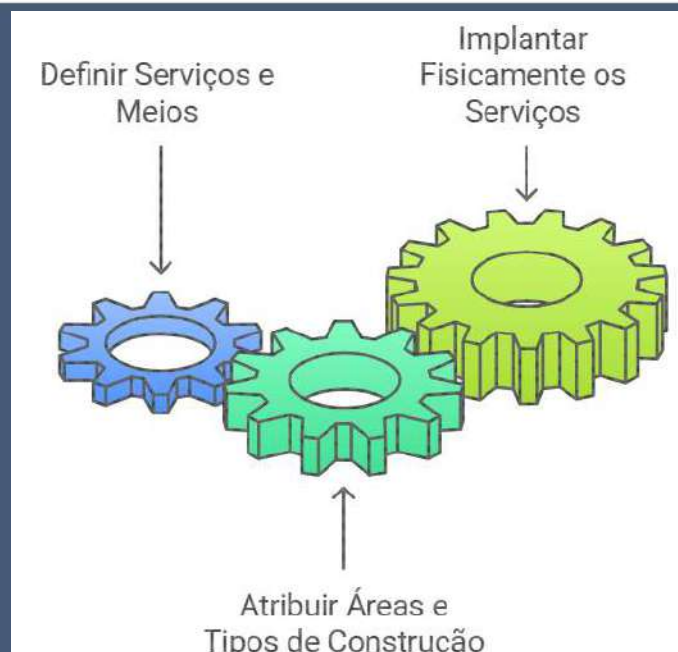 Definir Serviços e
Meios
Implantar
Fisicamente os
Serviços
Atribuir Áreas e
Tipos de Construção